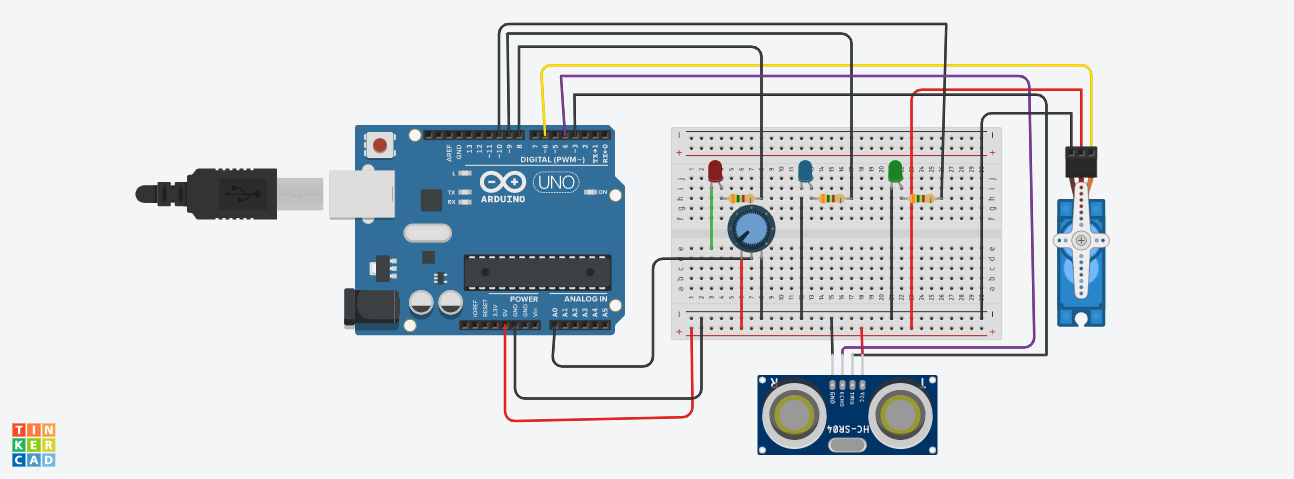 AREF
GND
13
12
~11
~10
~9
8
7
~6
~5
4
~3
2
TX→1
RX←0
DIGITAL (PWM~)
L
TX
RX
ARDUINO
UNO
ON
POWER
ANALOG IN
IOREF
RESET
3.3V
5V
GND
GND
Vin
A0
A1
A2
A3
A4
A5
GND
ECHO
TRIG
VCC
HC-SR04
TIN
KER
CAD